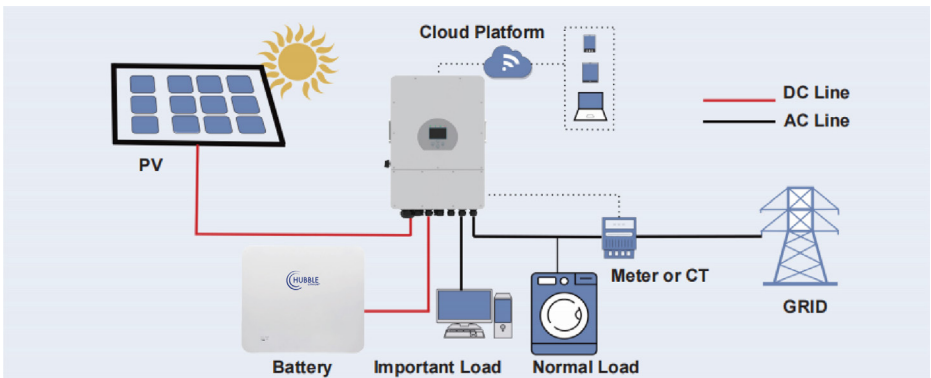 Cloud Platform
DC Line
AC Line
PV
HUBBLE
Meter or CT
GRID
Battery
Important Load
Normal Load